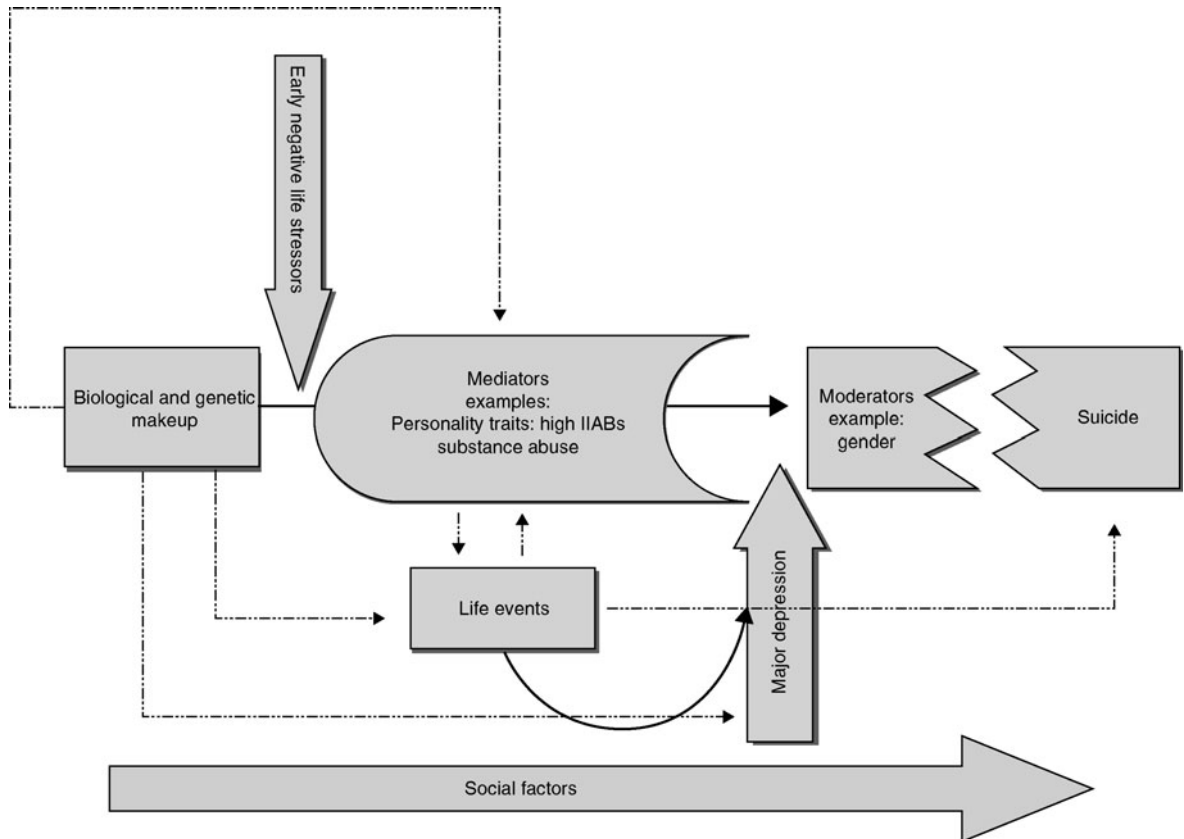 Early negative life stressors
Biological and genetic
makeup
Mediators
examples:
Personality traits: high IIABs
substance abuse
Moderators
example:
gender
Suicide
Life events
Major depression
Social factors